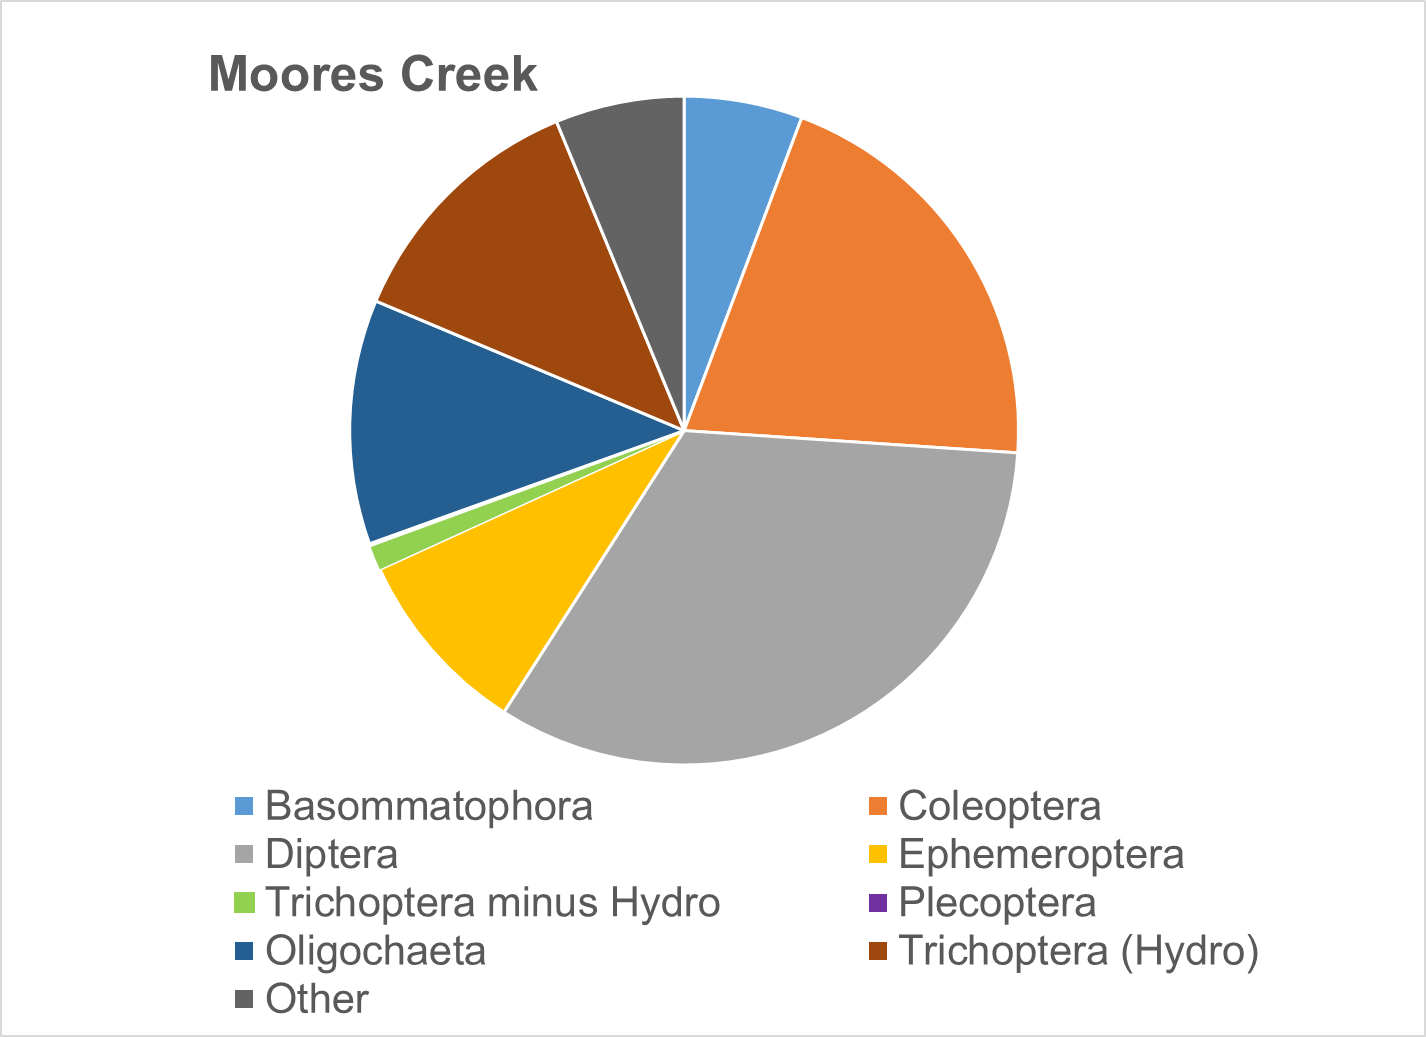 Moores Creek
Basommatophora
Coleoptera
Diptera
Ephemeroptera
Trichoptera minus Hydro
Plecoptera
Oligochaeta
Trichoptera (Hydro)
Other